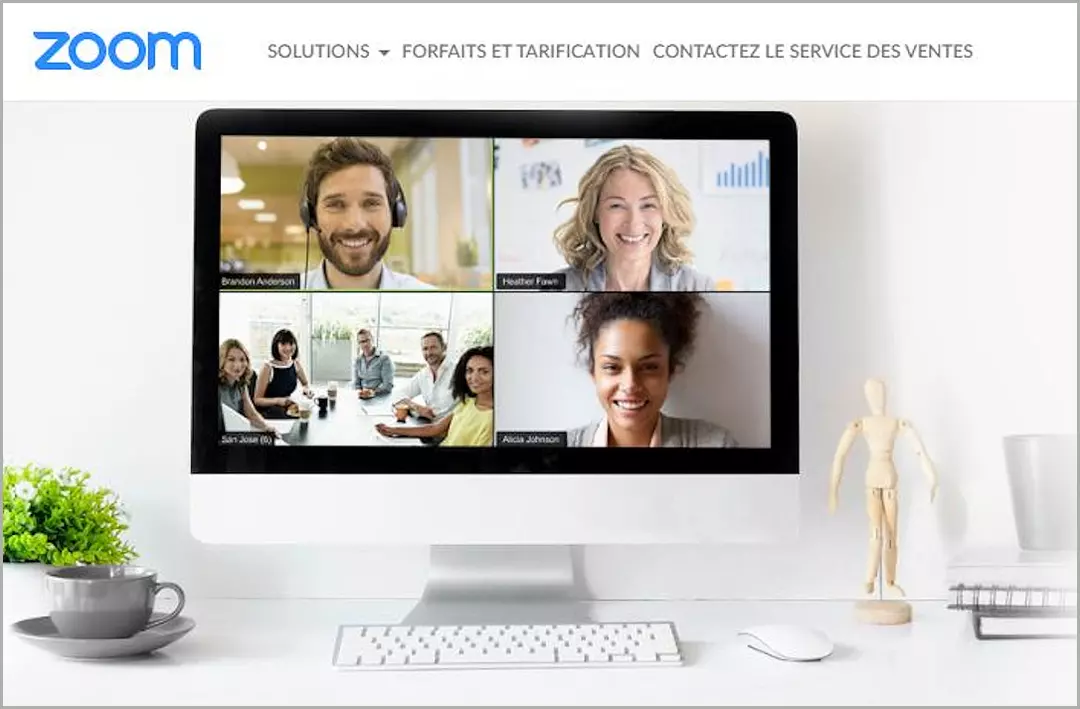 zoom
SOLUTIONS FORFAITS ET TARIFICATION CONTACTEZ LE SERVICE DES VENTES
Brandon Anderson
Heather Fawn
San Jose (6)
Alicia Johnson